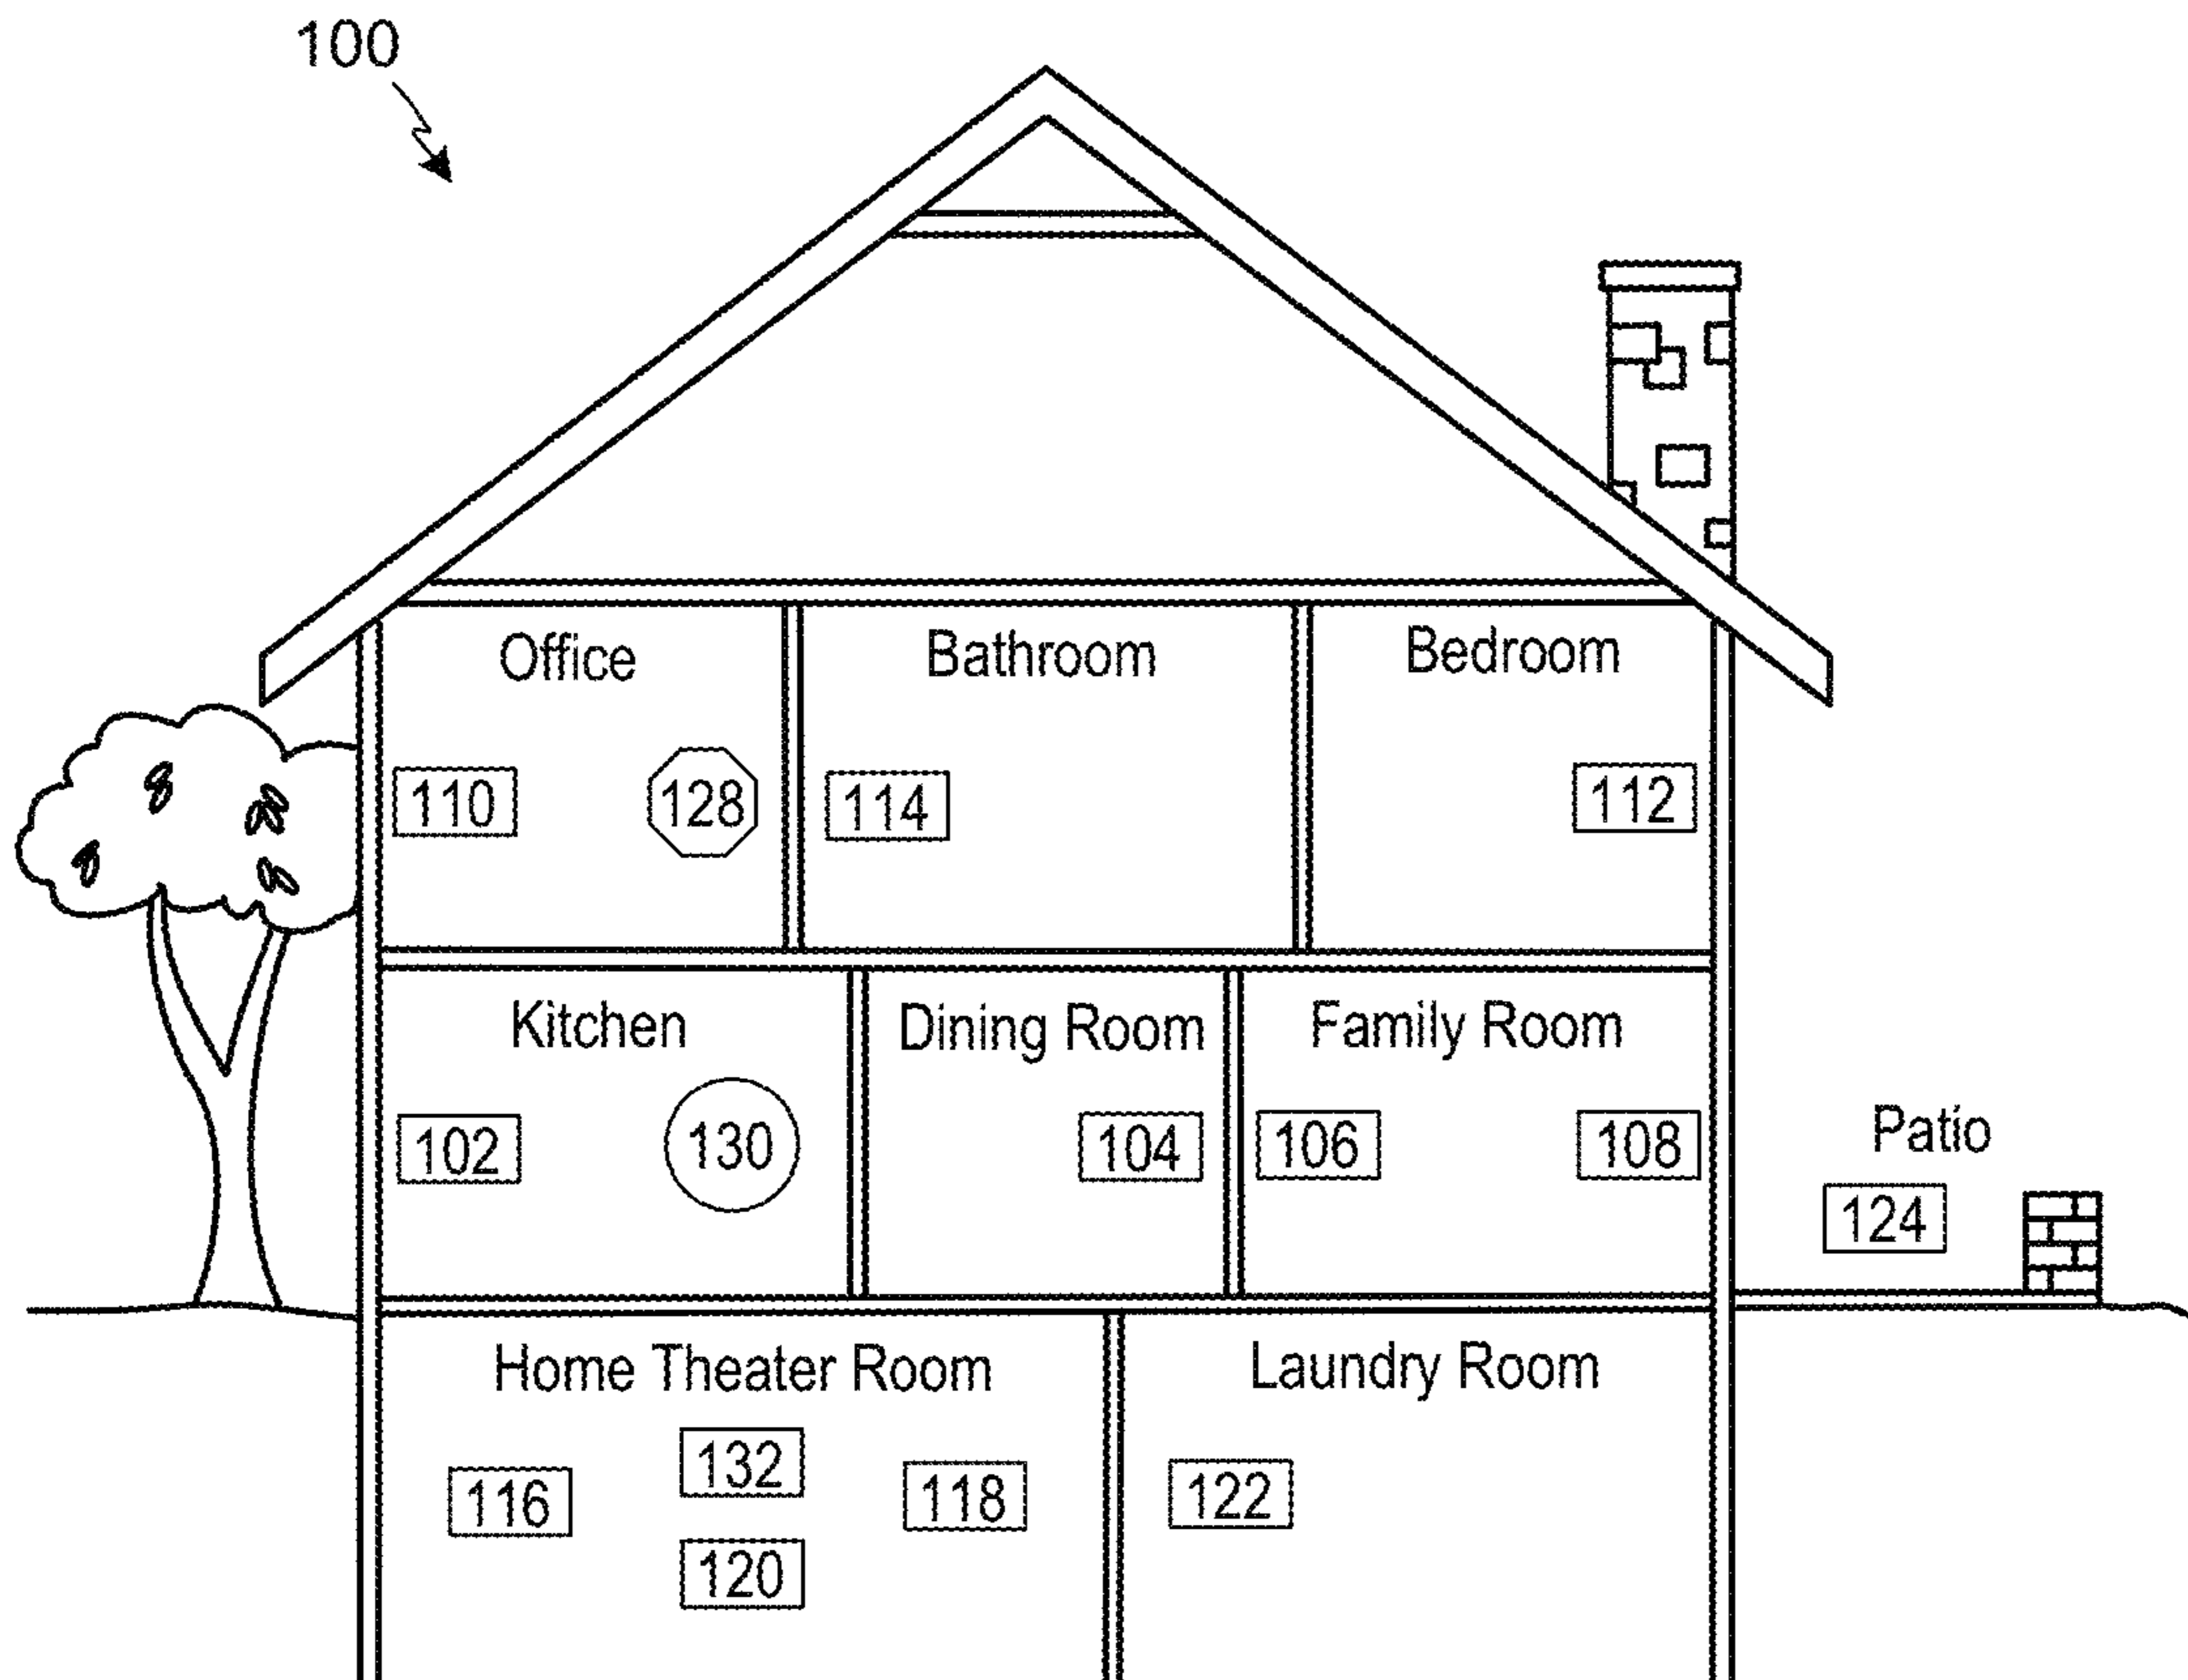 100
Office
Bathroom
Bedroom
110
128
114
112
Kitchen
Dining Room
Family Room
102
130
104
106
108
Patio
124
Home Theater Room
Laundry Room
116
132
118
120
122